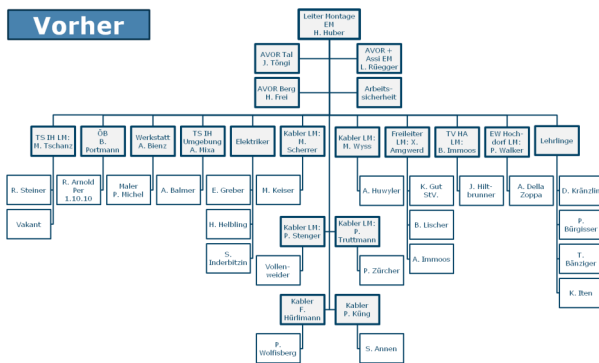 Vorher
Leiter Montage
EM
H. Huber
AVOR Tal
J. Töngi
AVOR +
Assi EM
L. Rüegger
AVOR Berg
H. Frei
Arbeits-
sicherheit
TS IH LM:
M. Tschanz
ÖB
B.
Portmann
Werkstatt
A. Bienz
TS IH
Umgebung
A. Mixa
Elektriker
Kabler LM:
M.
Scherrer
Kabler LM:
M. Wyss
Freileiter
LM: X.
Amgwerd
TV HA
LM:
B. Immoos
EW Hoch-
dorf LM:
P. Walker
Lehrlinge
R. Steiner
R. Arnold
Per
1.10.10
Maler
P. Michel
A. Balmer
E. Greber
M. Keiser
A. Huwyler
K. Gut
StV.
J. Hilt-
brunner
A. Della
Zoppa
D. Kränzlin
Vakant
H. Helbling
B. Lischer
P.
Bürgisser
S.
Inderbitzin
Kabler LM:
P. Stenger
Kabler LM:
P.
Truttmann
A. Immoos
T.
Bänziger
Vollen-
weider
P. Zürcher
K. Iten
Kabler
F.
Hürlimann
Kabler
P. Küng
P.
Wolfisberg
S. Annen